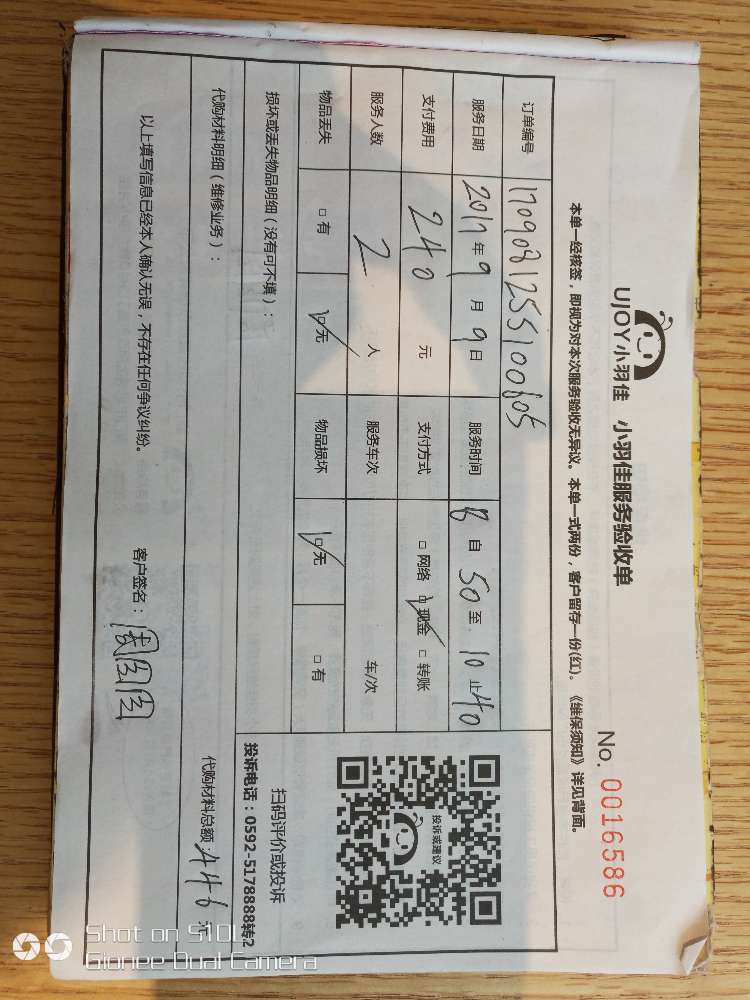 UJOY小羽佳 小羽佳服务验收单
No. 0016586
本单一经核签，即视为对本次服务验收无异议。本单一式两份，客户留存一份(红)。《维保须知》详见背面。
订单编号 1709081255100605
服务日期 2017年9月9日 服务时间 8自50至10止40
支付费用 240元 支付方式 □网络 ☑现金 □转账
服务人数 2人 服务车次 车/次
物品丢失 □有 ☑无 物品损坏 ☑无 □有
投诉或建议
损坏或丢失物品明细（没有可不填）：
扫码评价或投诉
投诉电话：0592-5178888转2
代购材料明细（维修业务）：
代购材料总额：446元
以上填写信息已经本人确认无误，不存在任何争议纠纷。
客户签名：
Shot on S10L
Gionee Dual Camera